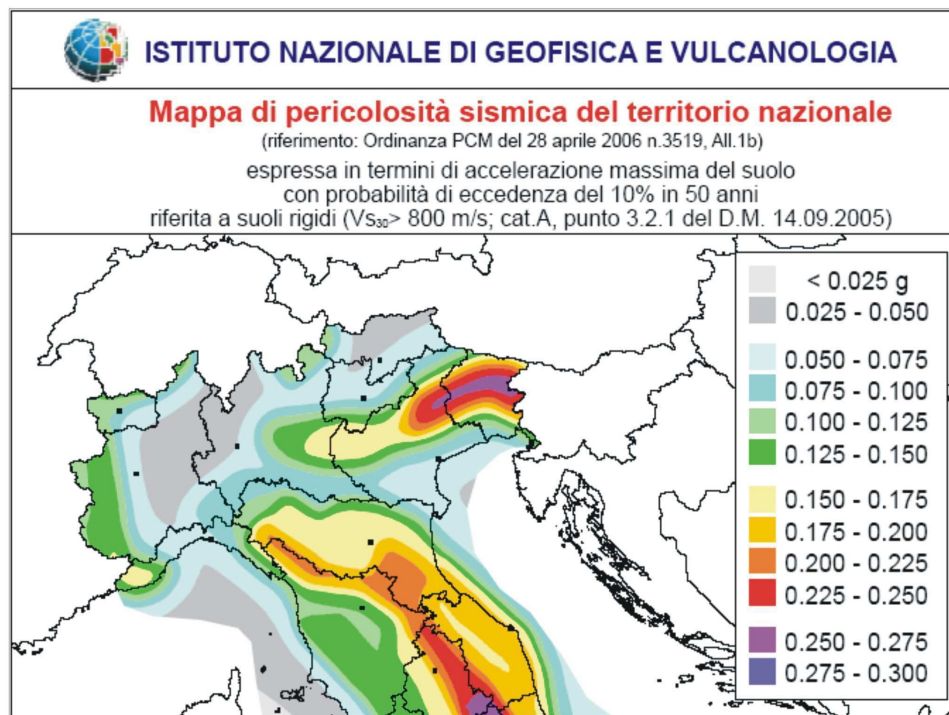 ISTITUTO NAZIONALE DI GEOFISICA E VULCANOLOGIA
Mappa di pericolosità sismica del territorio nazionale
(riferimento: Ordinanza PCM del 28 aprile 2006 n.3519, All.1b)
espressa in termini di accelerazione massima del suolo
con probabilità di eccedenza del 10% in 50 anni
riferita a suoli rigidi (Vs₃₀> 800 m/s; cat.A, punto 3.2.1 del D.M. 14.09.2005)
< 0.025 g
0.025 - 0.050
0.050 - 0.075
0.075 - 0.100
0.100 - 0.125
0.125 - 0.150
0.150 - 0.175
0.175 - 0.200
0.200 - 0.225
0.225 - 0.250
0.250 - 0.275
0.275 - 0.300